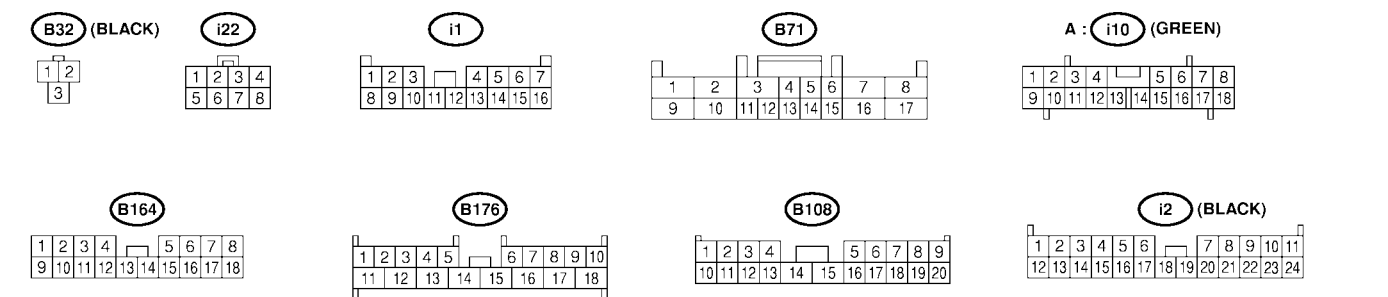 B32 (BLACK) i22 i1 B71 A : i10 (GREEN)
1 2
3
1 2 3 4
5 6 7 8
1 2 3 4 5 6 7
8 9 10 11 12 13 14 15 16
1 2 3 4 5 6 7 8
9 10 11 12 13 14 15 16 17
1 2 3 4 5 6 7 8
9 10 11 12 13 14 15 16 17 18
B164 B176 B108 i2 (BLACK)
1 2 3 4 5 6 7 8
9 10 11 12 13 14 15 16 17 18
1 2 3 4 5 6 7 8 9 10
11 12 13 14 15 16 17 18
1 2 3 4 5 6 7 8 9
10 11 12 13 14 15 16 17 18 19 20
1 2 3 4 5 6 7 8 9 10 11
12 13 14 15 16 17 18 19 20 21 22 23 24